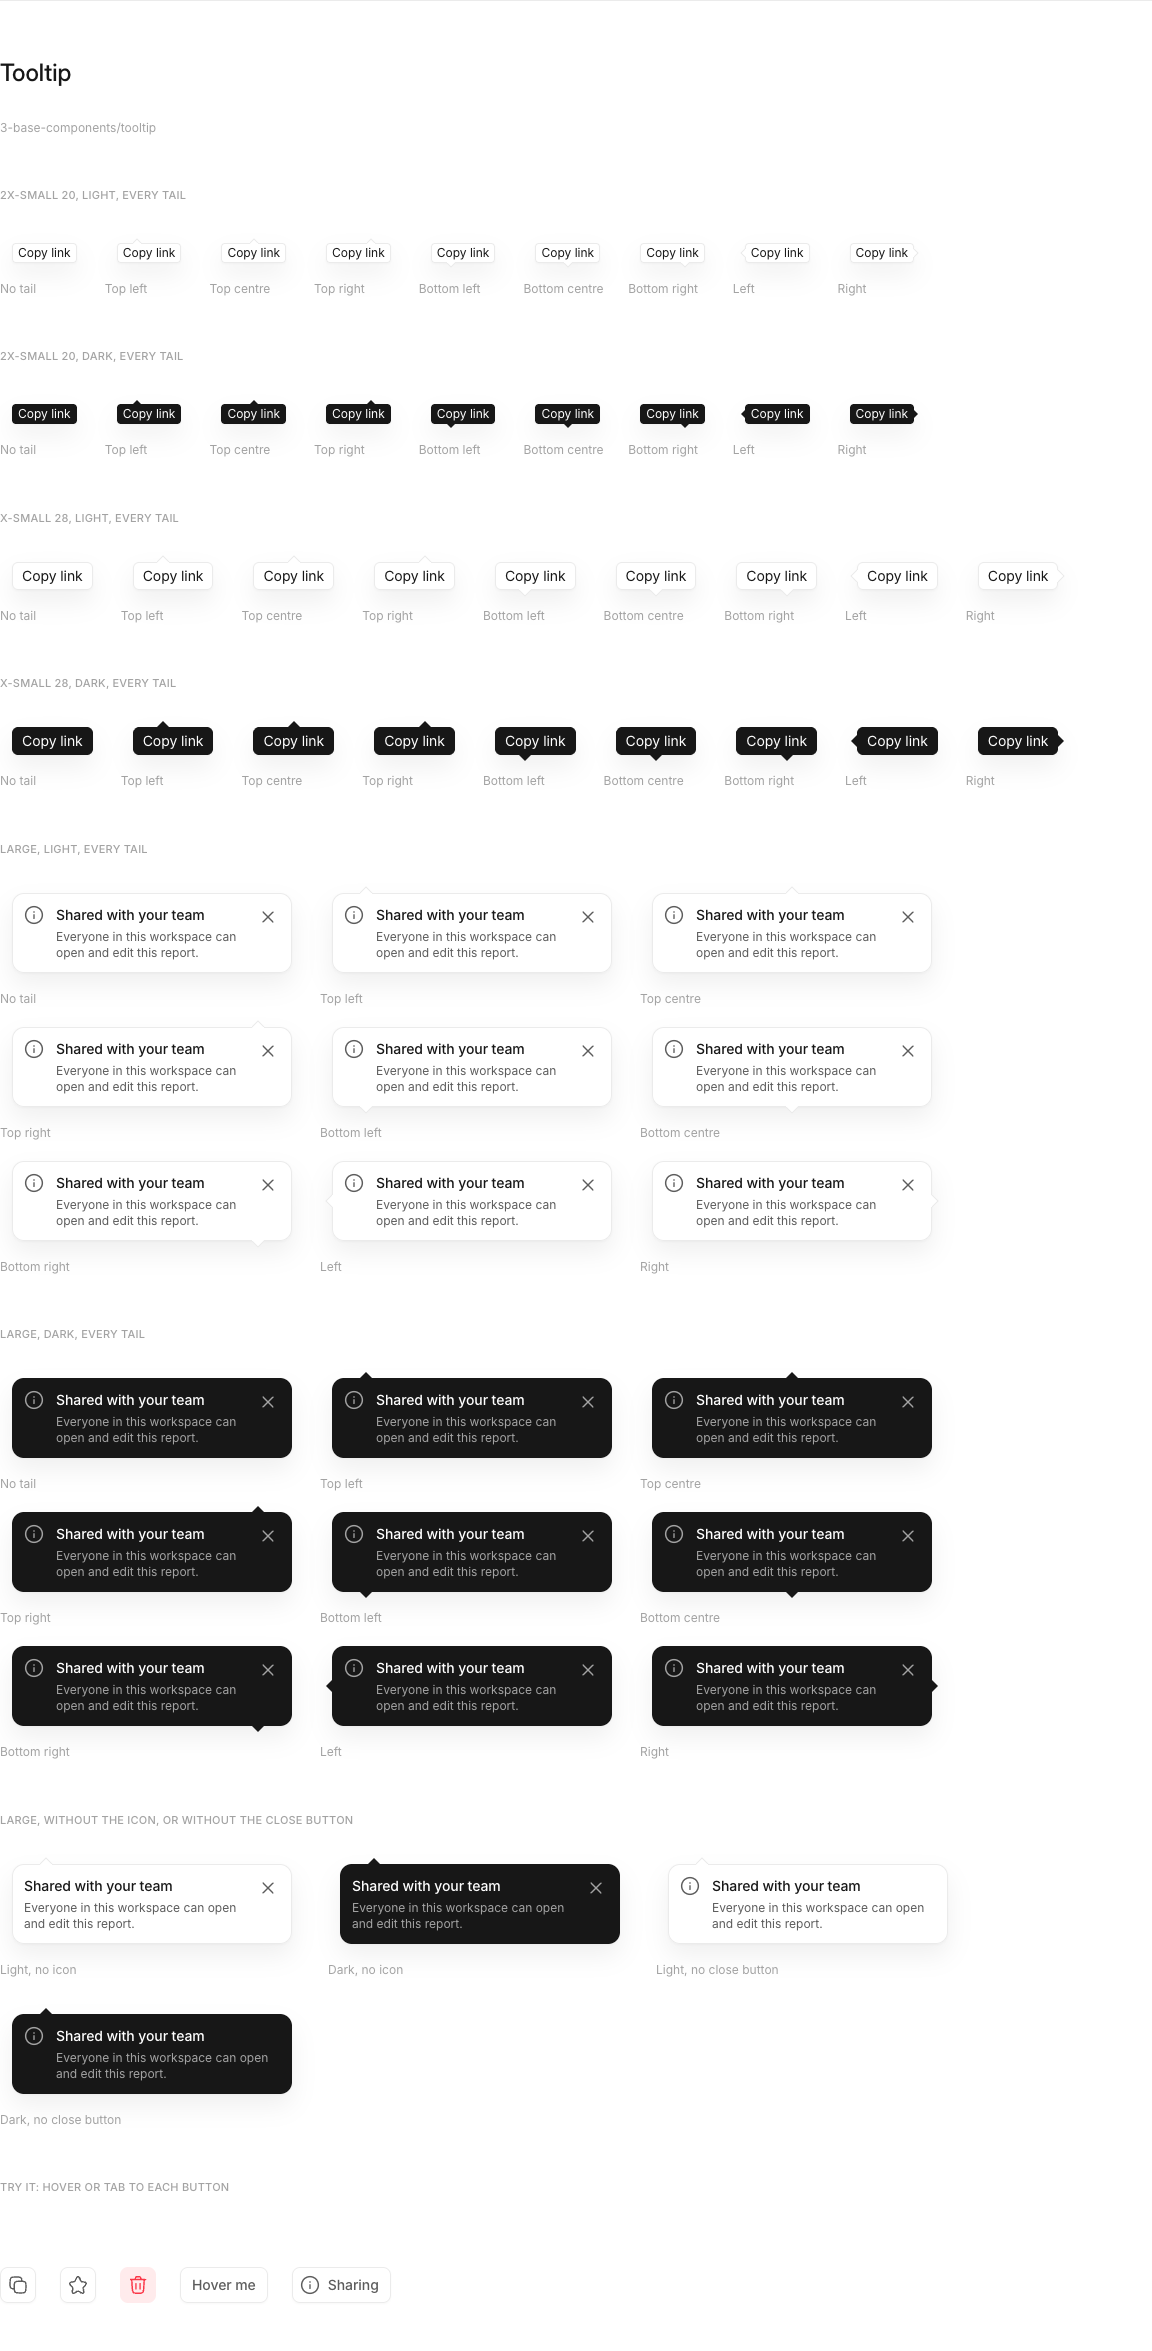 Tooltip
3-base-components/tooltip
2X-SMALL 20, LIGHT, EVERY TAIL
Copy link Copy link Copy link Copy link Copy link Copy link Copy link Copy link Copy link
No tail Top left Top centre Top right Bottom left Bottom centre Bottom right Left Right
2X-SMALL 20, DARK, EVERY TAIL
Copy link Copy link Copy link Copy link Copy link Copy link Copy link Copy link Copy link
No tail Top left Top centre Top right Bottom left Bottom centre Bottom right Left Right
X-SMALL 28, LIGHT, EVERY TAIL
Copy link Copy link Copy link Copy link Copy link Copy link Copy link Copy link Copy link
No tail Top left Top centre Top right Bottom left Bottom centre Bottom right Left Right
X-SMALL 28, DARK, EVERY TAIL
Copy link Copy link Copy link Copy link Copy link Copy link Copy link Copy link Copy link
No tail Top left Top centre Top right Bottom left Bottom centre Bottom right Left Right
LARGE, LIGHT, EVERY TAIL
Shared with your team Shared with your team Shared with your team
Everyone in this workspace can Everyone in this workspace can Everyone in this workspace can
open and edit this report. open and edit this report. open and edit this report.
No tail Top left Top centre
Shared with your team Shared with your team Shared with your team
Everyone in this workspace can Everyone in this workspace can Everyone in this workspace can
open and edit this report. open and edit this report. open and edit this report.
Top right Bottom left Bottom centre
Shared with your team Shared with your team Shared with your team
Everyone in this workspace can Everyone in this workspace can Everyone in this workspace can
open and edit this report. open and edit this report. open and edit this report.
Bottom right Left Right
LARGE, DARK, EVERY TAIL
Shared with your team Shared with your team Shared with your team
Everyone in this workspace can Everyone in this workspace can Everyone in this workspace can
open and edit this report. open and edit this report. open and edit this report.
No tail Top left Top centre
Shared with your team Shared with your team Shared with your team
Everyone in this workspace can Everyone in this workspace can Everyone in this workspace can
open and edit this report. open and edit this report. open and edit this report.
Top right Bottom left Bottom centre
Shared with your team Shared with your team Shared with your team
Everyone in this workspace can Everyone in this workspace can Everyone in this workspace can
open and edit this report. open and edit this report. open and edit this report.
Bottom right Left Right
LARGE, WITHOUT THE ICON, OR WITHOUT THE CLOSE BUTTON
Shared with your team Shared with your team Shared with your team
Everyone in this workspace can open Everyone in this workspace can open Everyone in this workspace can open
and edit this report. and edit this report. and edit this report.
Light, no icon Dark, no icon Light, no close button
Shared with your team
Everyone in this workspace can open
and edit this report.
Dark, no close button
TRY IT: HOVER OR TAB TO EACH BUTTON
Hover me Sharing